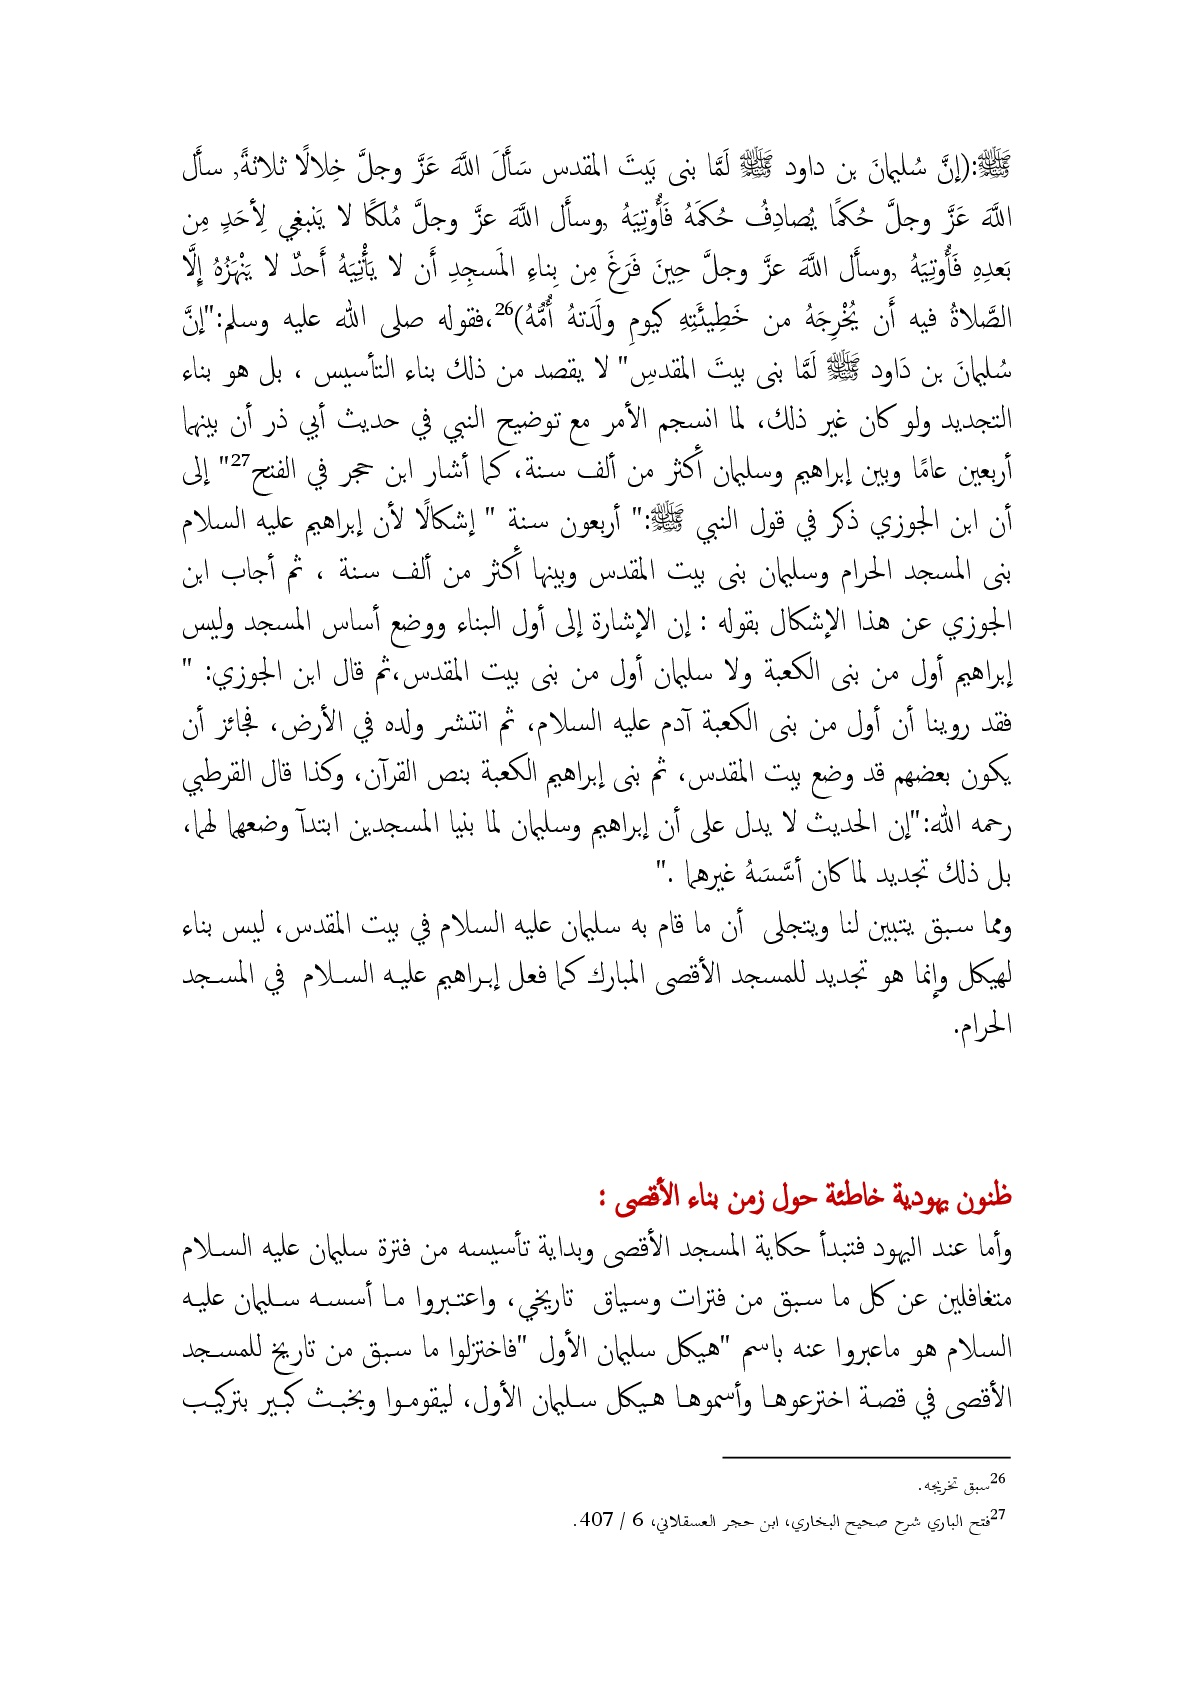 ﷺ:(إنَّ سُليمانَ بن داود ﷺ لَمَّا بنى بَيتَ المقدس سَأَلَ اللَّهَ عَزَّ وجلَّ خِلالًا ثلاثةً, سأَل
اللَّهَ عَزَّ وجلَّ حُكمًا يُصادِفُ حُكمَهُ فَأُوتِيَهُ ,وسأَل اللَّهَ عزَّ وجلَّ مُلكًا لا يَنبغِي لِأحَدٍ مِن
بَعدِهِ فَأُوتِيَهُ ,وسأَل اللَّهَ عزَّ وجلَّ حِينَ فَرَغَ مِن بِناءِ المَسجِدِ أَن لا يَأْتِيَهُ أَحدٌ لا يَنْهَزُهُ إِلَّا
الصَّلاةُ فيه أَن يُخْرِجَهُ من خَطِيئَتِهِ كيومِ ولَدَتهُ أُمُّهُ)26،فقوله صلى الله عليه وسلم:"إنَّ
سُليمانَ بن دَاود ﷺ لَمَّا بنى بيتَ المقدسِ" لا يقصد من ذلك بناء التأسيس ، بل هو بناء
التجديد ولو كان غير ذلك، لما انسجم الأمر مع توضيح النبي في حديث أبي ذر أن بينهما
أربعين عامًا وبين إبراهيم وسليمان أكثر من ألف سنة، كما أشار ابن حجر في الفتح27" إلى
أن ابن الجوزي ذكر في قول النبي ﷺ:" أربعون سنة " إشكالًا لأن إبراهيم عليه السلام
بنى المسجد الحرام وسليمان بنى بيت المقدس وبينهما أكثر من ألف سنة ، ثم أجاب ابن
الجوزي عن هذا الإشكال بقوله : إن الإشارة إلى أول البناء ووضع أساس المسجد وليس
إبراهيم أول من بنى الكعبة ولا سليمان أول من بنى بيت المقدس،ثم قال ابن الجوزي: "
فقد روينا أن أول من بنى الكعبة آدم عليه السلام، ثم انتشر ولده في الأرض، فجائز أن
يكون بعضهم قد وضع بيت المقدس، ثم بنى إبراهيم الكعبة بنص القرآن، وكذا قال القرطبي
رحمه الله:"إن الحديث لا يدل على أن إبراهيم وسليمان لما بنيا المسجدين ابتدآ وضعهما لهما،
بل ذلك تجديد لما كان أسَّسَهُ غيرهما ."
ومما سبق يتبين لنا ويتجلى أن ما قام به سليمان عليه السلام في بيت المقدس، ليس بناء
لهيكل وإنما هو تجديد للمسجد الأقصى المبارك كما فعل إبراهيم عليه السلام في المسجد
الحرام.
ظنون يهودية خاطئة حول زمن بناء الأقصى :
وأما عند اليهود فتبدأ حكاية المسجد الأقصى وبداية تأسيسه من فترة سليمان عليه السلام
متغافلين عن كل ما سبق من فترات وسياق تاريخي، واعتبروا ما أسسه سليمان عليه
السلام هو ماعبروا عنه باسم "هيكل سليمان الأول "فاختزلوا ما سبق من تاريخ للمسجد
الأقصى في قصة اخترعوها وأسموها هيكل سليمان الأول، ليقوموا وبخبث كبير بتركيب
26سبق تخريجه.
27فتح الباري شرح صحيح البخاري، ابن حجر العسقلاني، 6 / 407.